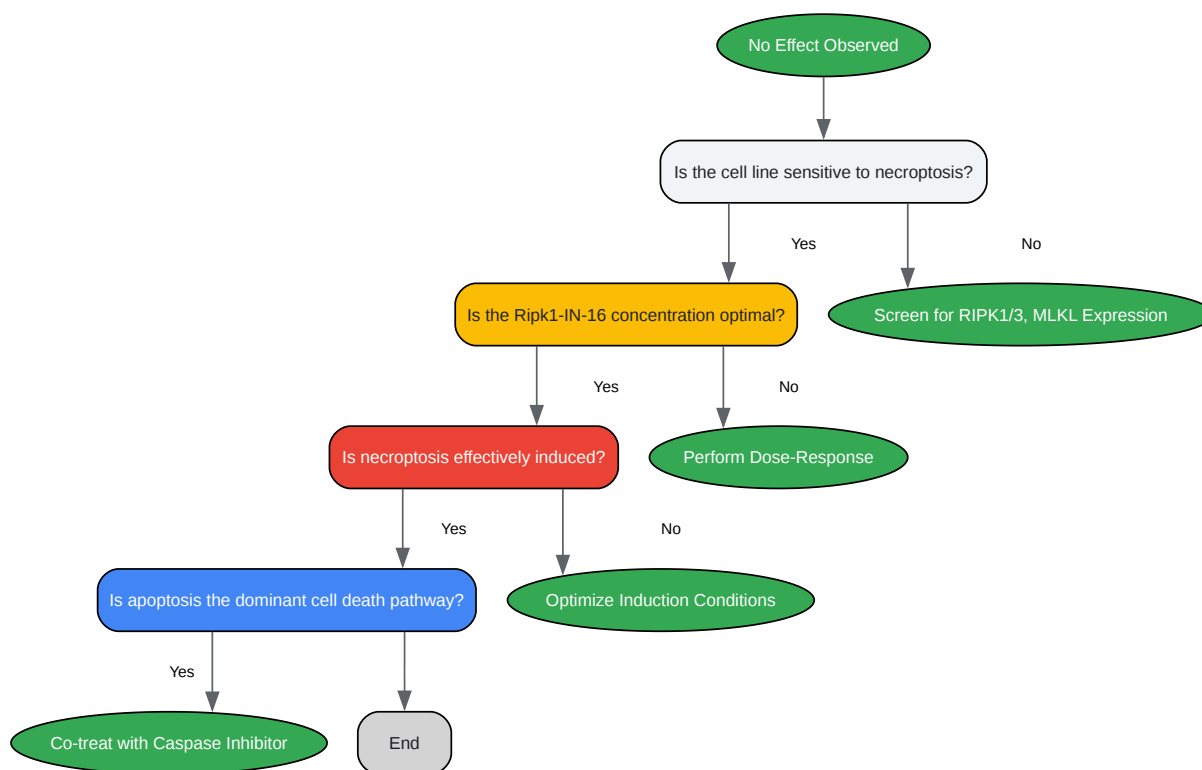 No Effect Observed
Is the cell line sensitive to necroptosis?
Yes
No
Is the Ripk1-IN-16 concentration optimal?
Screen for RIPK1/3, MLKL Expression
Yes
No
Is necroptosis effectively induced?
Perform Dose-Response
Yes
No
Is apoptosis the dominant cell death pathway?
Optimize Induction Conditions
Yes
Co-treat with Caspase Inhibitor
End